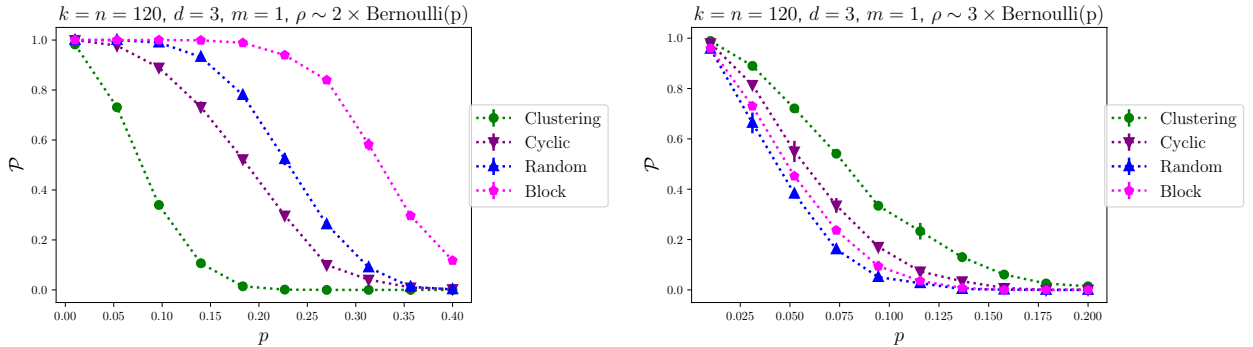 k = n = 120, d = 3, m = 1, ρ ∼ 2 × Bernoulli(p)
1.0
0.8
0.6
0.4
0.2
0.0
𝒫
0.00 0.05 0.10 0.15 0.20 0.25 0.30 0.35 0.40
p
Clustering
Cyclic
Random
Block
k = n = 120, d = 3, m = 1, ρ ∼ 3 × Bernoulli(p)
1.0
0.8
0.6
0.4
0.2
0.0
𝒫
0.025 0.050 0.075 0.100 0.125 0.150 0.175 0.200
p
Clustering
Cyclic
Random
Block